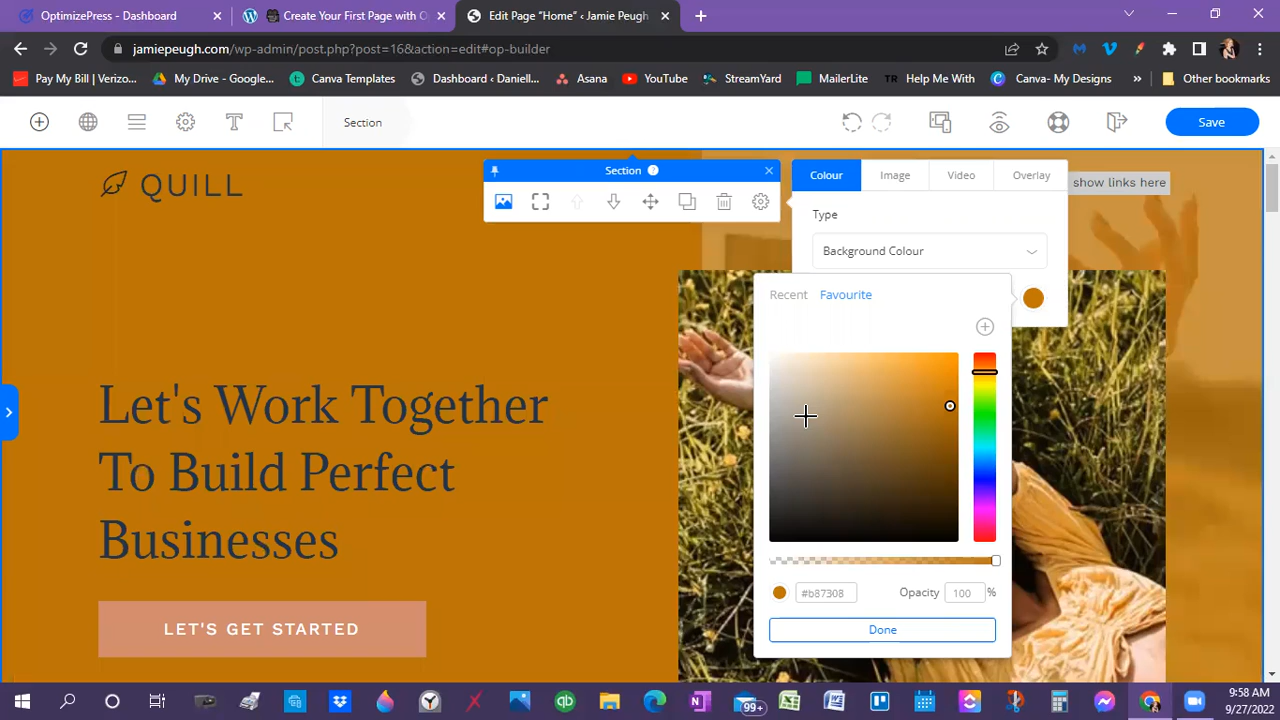 OptimizePress - Dashboard
Create Your First Page with O
Edit Page "Home" ‹ Jamie Peugh
jamiepeugh.com/wp-admin/post.php?post=16&action=edit#op-builder
Pay My Bill | Verizo...
My Drive - Google...
Canva Templates
Dashboard ‹ Daniell...
Asana
YouTube
StreamYard
MailerLite
TR
Help Me With
Canva- My Designs
»
Other bookmarks
Section
Save
QUILL
Section
Colour
Image
Video
Overlay
show links here
Type
Background Colour
Recent
Favourite
Let's Work Together
To Build Perfect
Businesses
LET'S GET STARTED
#b87308
Opacity
100
%
Done
99+
9:58 AM
9/27/2022